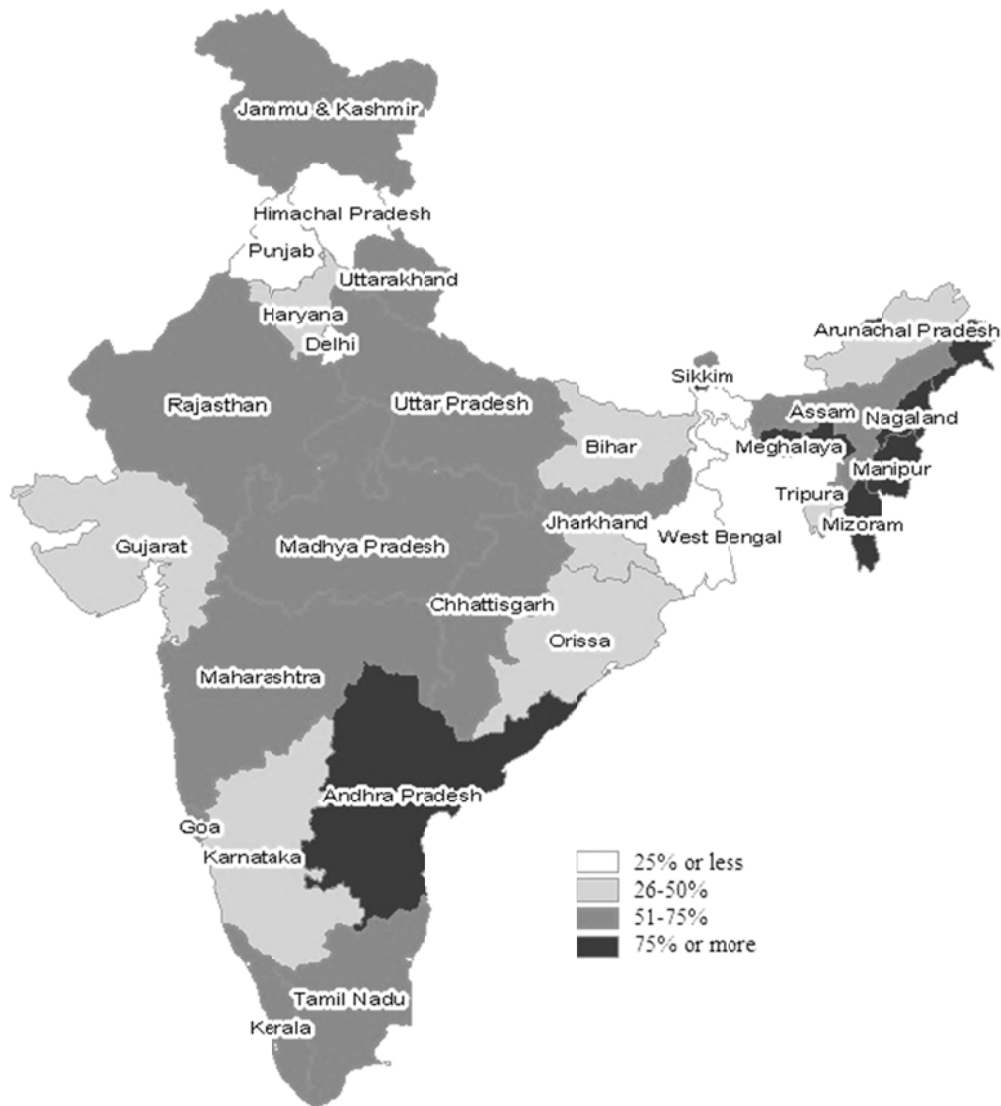 Jammu & Kashmir
Himachal Pradesh
Punjab
Uttarakhand
Haryana
Delhi
Arunachal Pradesh
Sikkim
Rajasthan
Uttar Pradesh
Assam
Nagaland
Bihar
Meghalaya
Manipur
Tripura
Mizoram
Jharkhand
West Bengal
Gujarat
Madhya Pradesh
Chhattisgarh
Orissa
Maharashtra
Andhra Pradesh
Goa
Karnataka
25% or less
26-50%
51-75%
75% or more
Tamil Nadu
Kerala